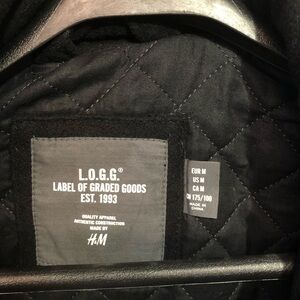 L.O.G.G.®
LABEL OF GRADED GOODS
EST. 1993
QUALITY APPAREL
AUTHENTIC CONSTRUCTION
MADE BY
H&M
EUR M
US M
CA M
CN 175/100
MADE IN
CHINA